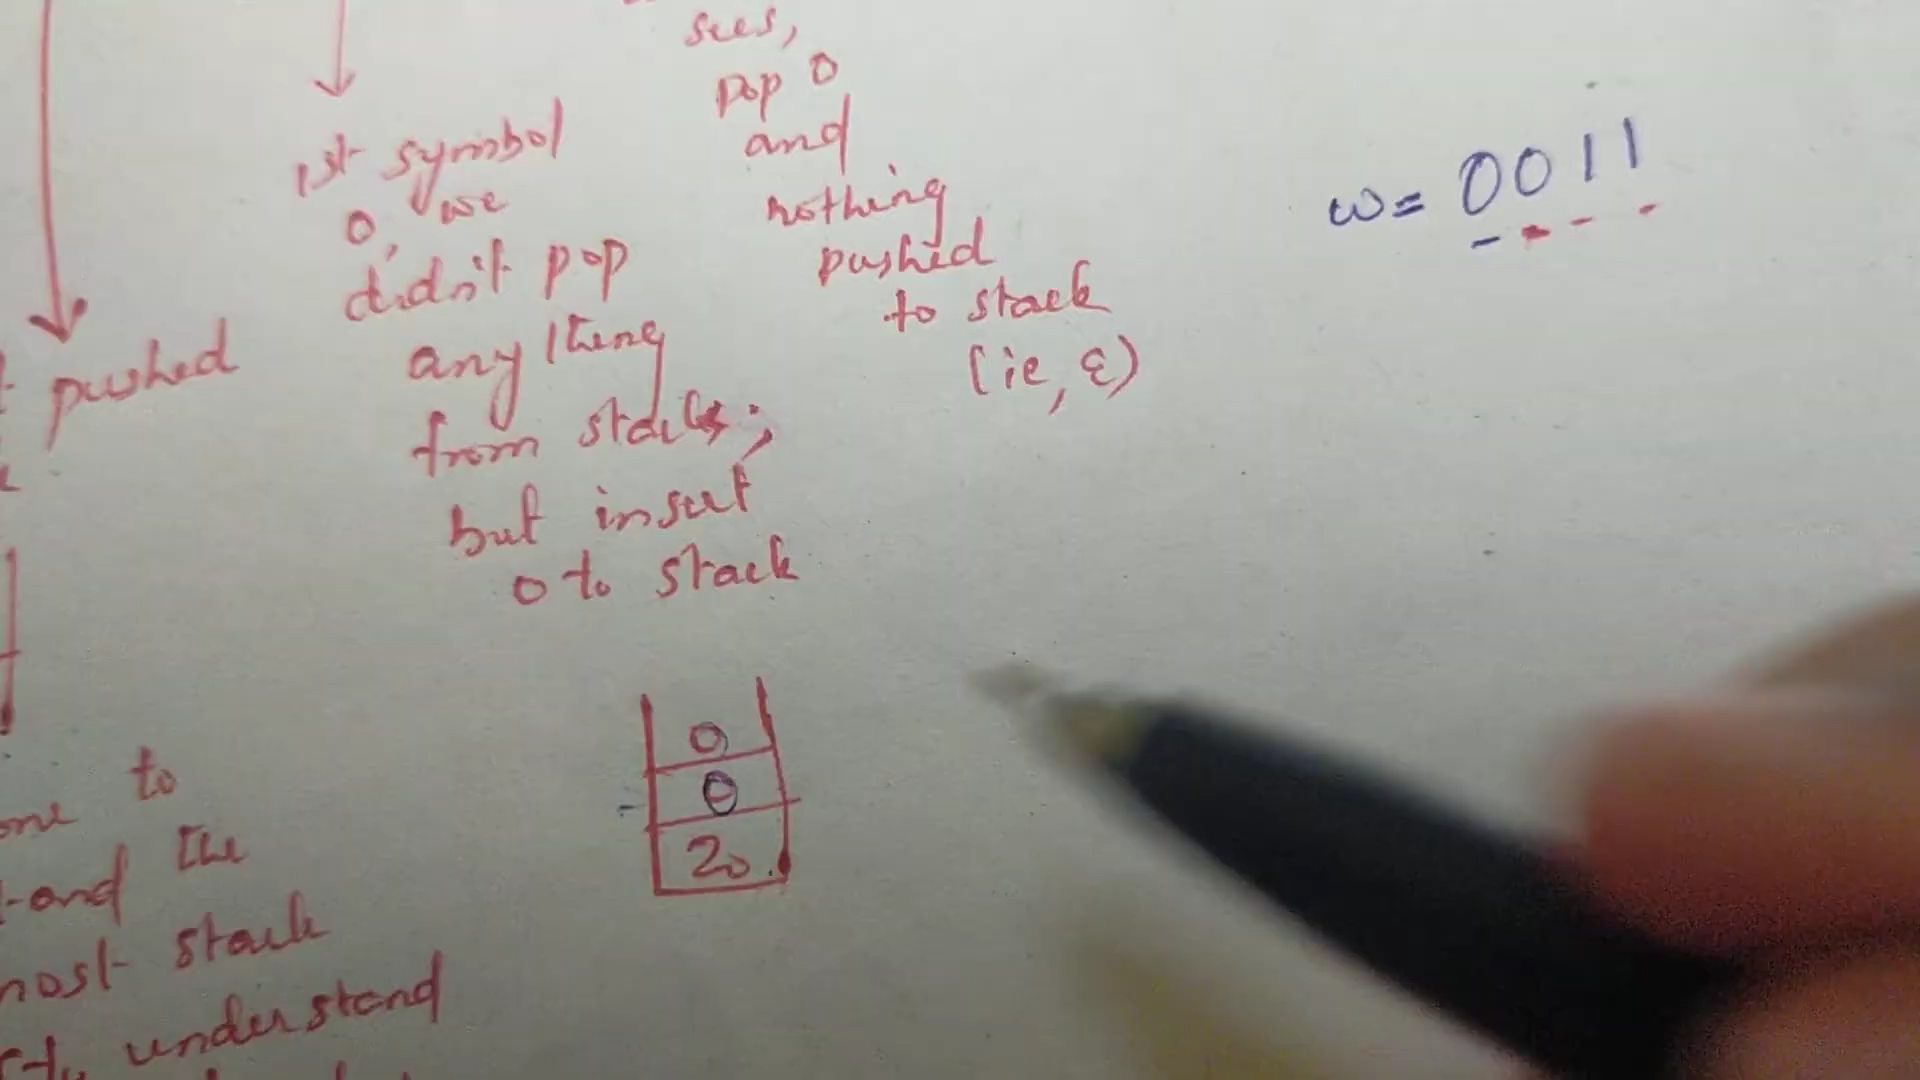 pushed
1st symbol
0, we
didn't pop
anything
from stack;
but insert
0 to stack
sees,
pop 0
and
nothing
pushed
to stack
(ie, ε)
w= 0011
0
0
Z0
to
and the
stack
understand